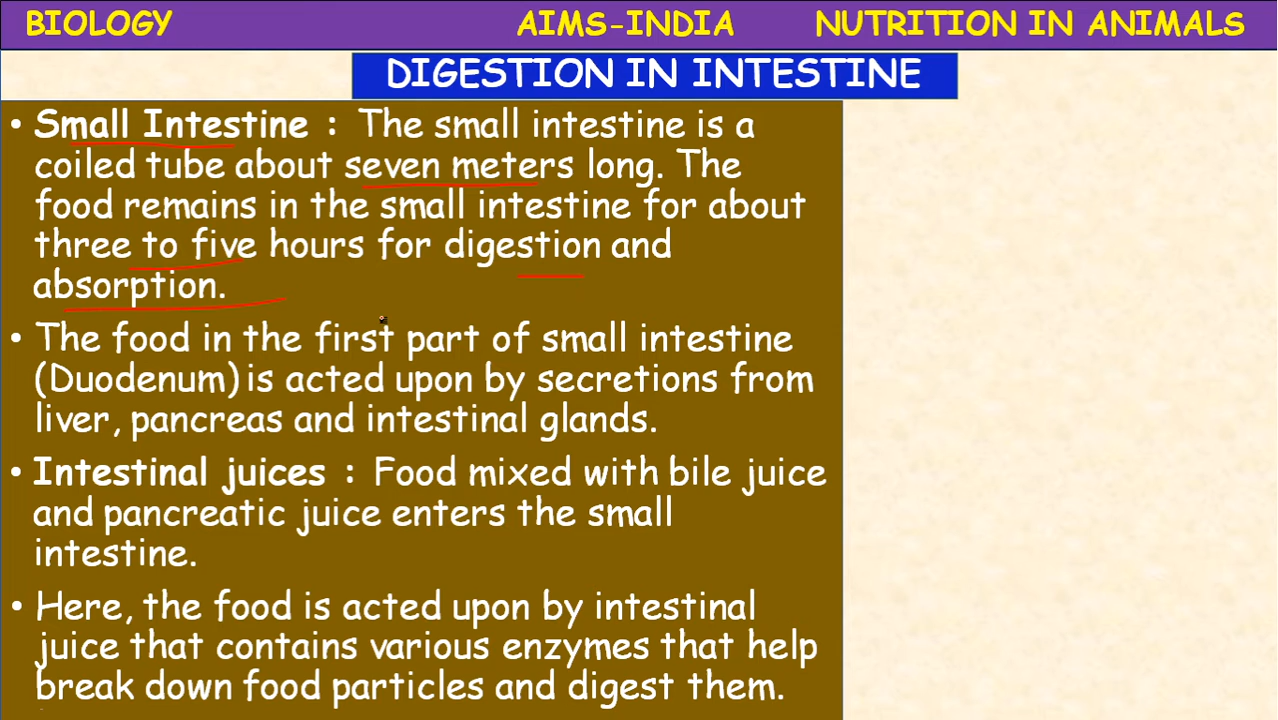 BIOLOGY AIMS-INDIA NUTRITION IN ANIMALS
DIGESTION IN INTESTINE
• Small Intestine : The small intestine is a
coiled tube about seven meters long. The
food remains in the small intestine for about
three to five hours for digestion and
absorption.
• The food in the first part of small intestine
(Duodenum) is acted upon by secretions from
liver, pancreas and intestinal glands.
• Intestinal juices : Food mixed with bile juice
and pancreatic juice enters the small
intestine.
• Here, the food is acted upon by intestinal
juice that contains various enzymes that help
break down food particles and digest them.